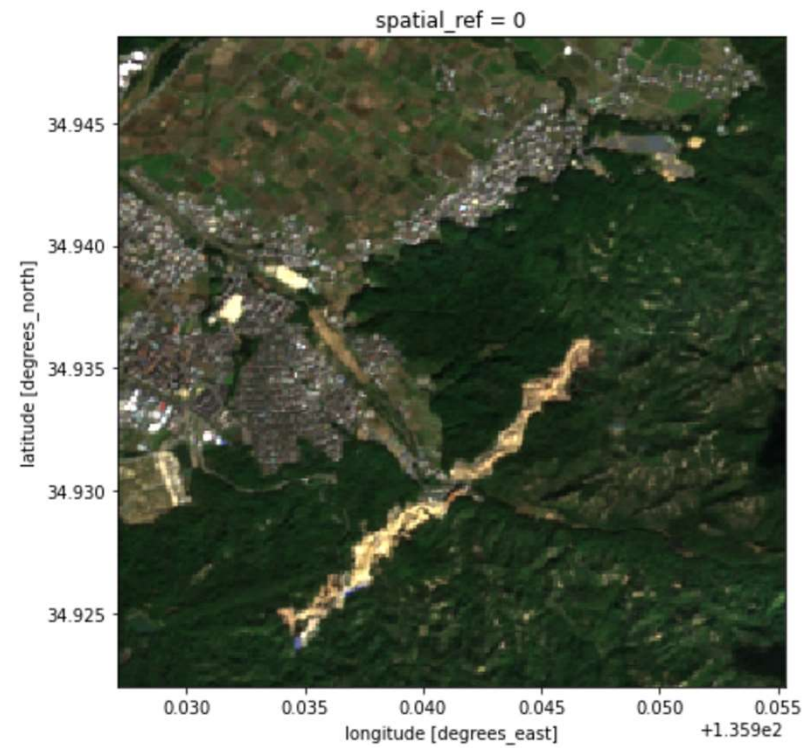 spatial_ref = 0
34.945
34.940
34.935
34.930
34.925
latitude [degrees_north]
0.030 0.035 0.040 0.045 0.050 0.055
longitude [degrees_east]
+1.359e2